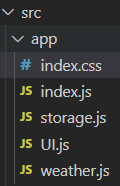 src
app
# index.css
JS index.js
JS storage.js
JS UI.js
JS weather.js